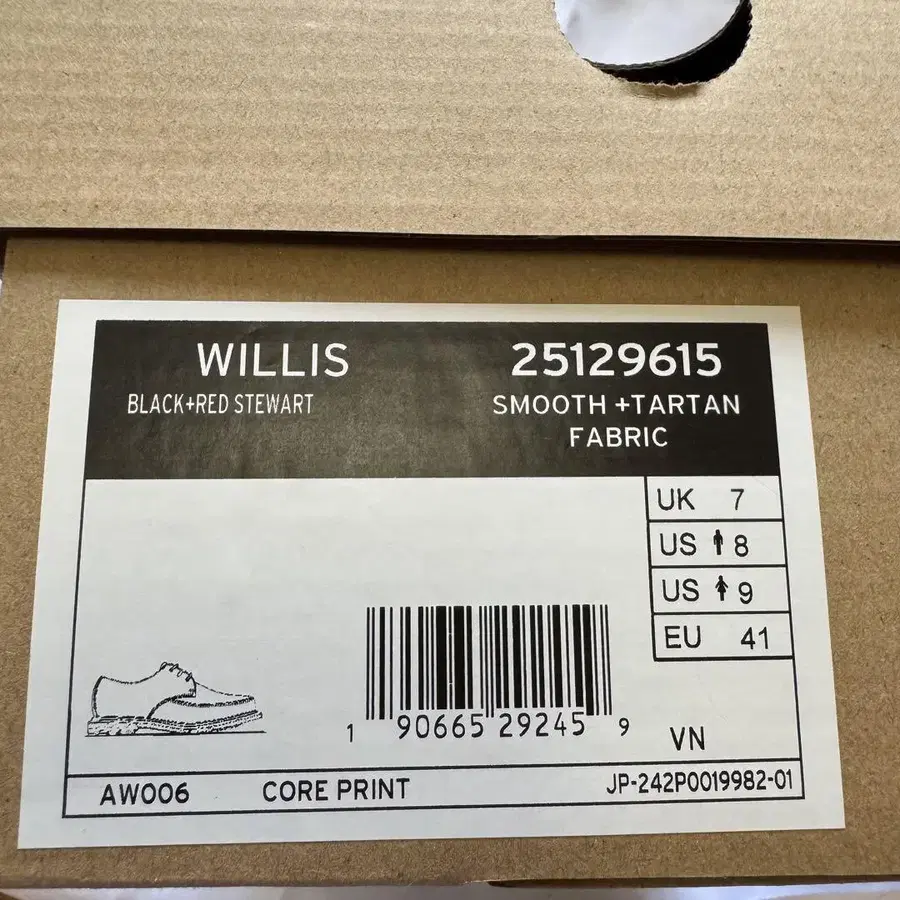 WILLIS 25129615
BLACK+RED STEWART SMOOTH +TARTAN
FABRIC
UK 7
US 8
US 9
EU 41
1 90665 29245 9
VN
AW006 CORE PRINT JP-242P0019982-01